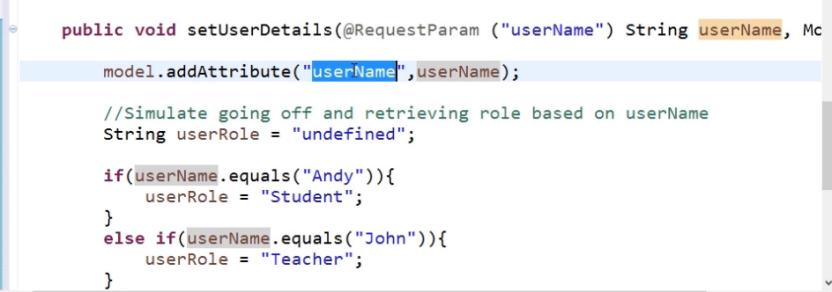 public void setUserDetails(@RequestParam ("userName") String userName, Mo
model.addAttribute("userName",userName);
//Simulate going off and retrieving role based on userName
String userRole = "undefined";
if(userName.equals("Andy")){
userRole = "Student";
}
else if(userName.equals("John")){
userRole = "Teacher";
}